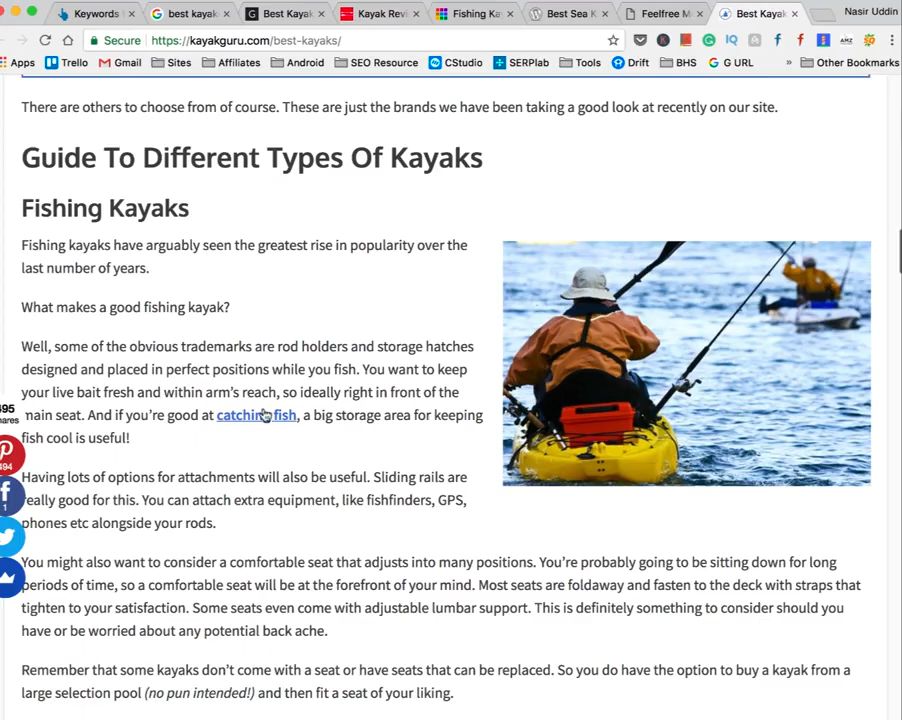 Keywords
best kayak
Best Kayak
Kayak Rev
Fishing Ka
Best Sea K
Feelfree M
Best Kayak
Nasir Uddin
Secure https://kayakguru.com/best-kayaks/
Apps Trello Gmail Sites Affiliates Android SEO Resource CStudio SERPlab Tools Drift BHS G URL » Other Bookmarks
There are others to choose from of course. These are just the brands we have been taking a good look at recently on our site.
Guide To Different Types Of Kayaks
Fishing Kayaks
Fishing kayaks have arguably seen the greatest rise in popularity over the
last number of years.
What makes a good fishing kayak?
Well, some of the obvious trademarks are rod holders and storage hatches
designed and placed in perfect positions while you fish. You want to keep
your live bait fresh and within arm's reach, so ideally right in front of the
main seat. And if you're good at catching fish, a big storage area for keeping
fish cool is useful!
Having lots of options for attachments will also be useful. Sliding rails are
really good for this. You can attach extra equipment, like fishfinders, GPS,
phones etc alongside your rods.
You might also want to consider a comfortable seat that adjusts into many positions. You're probably going to be sitting down for long
periods of time, so a comfortable seat will be at the forefront of your mind. Most seats are foldaway and fasten to the deck with straps that
tighten to your satisfaction. Some seats even come with adjustable lumbar support. This is definitely something to consider should you
have or be worried about any potential back ache.
Remember that some kayaks don't come with a seat or have seats that can be replaced. So you do have the option to buy a kayak from a
large selection pool (no pun intended!) and then fit a seat of your liking.
495
hares
494
1